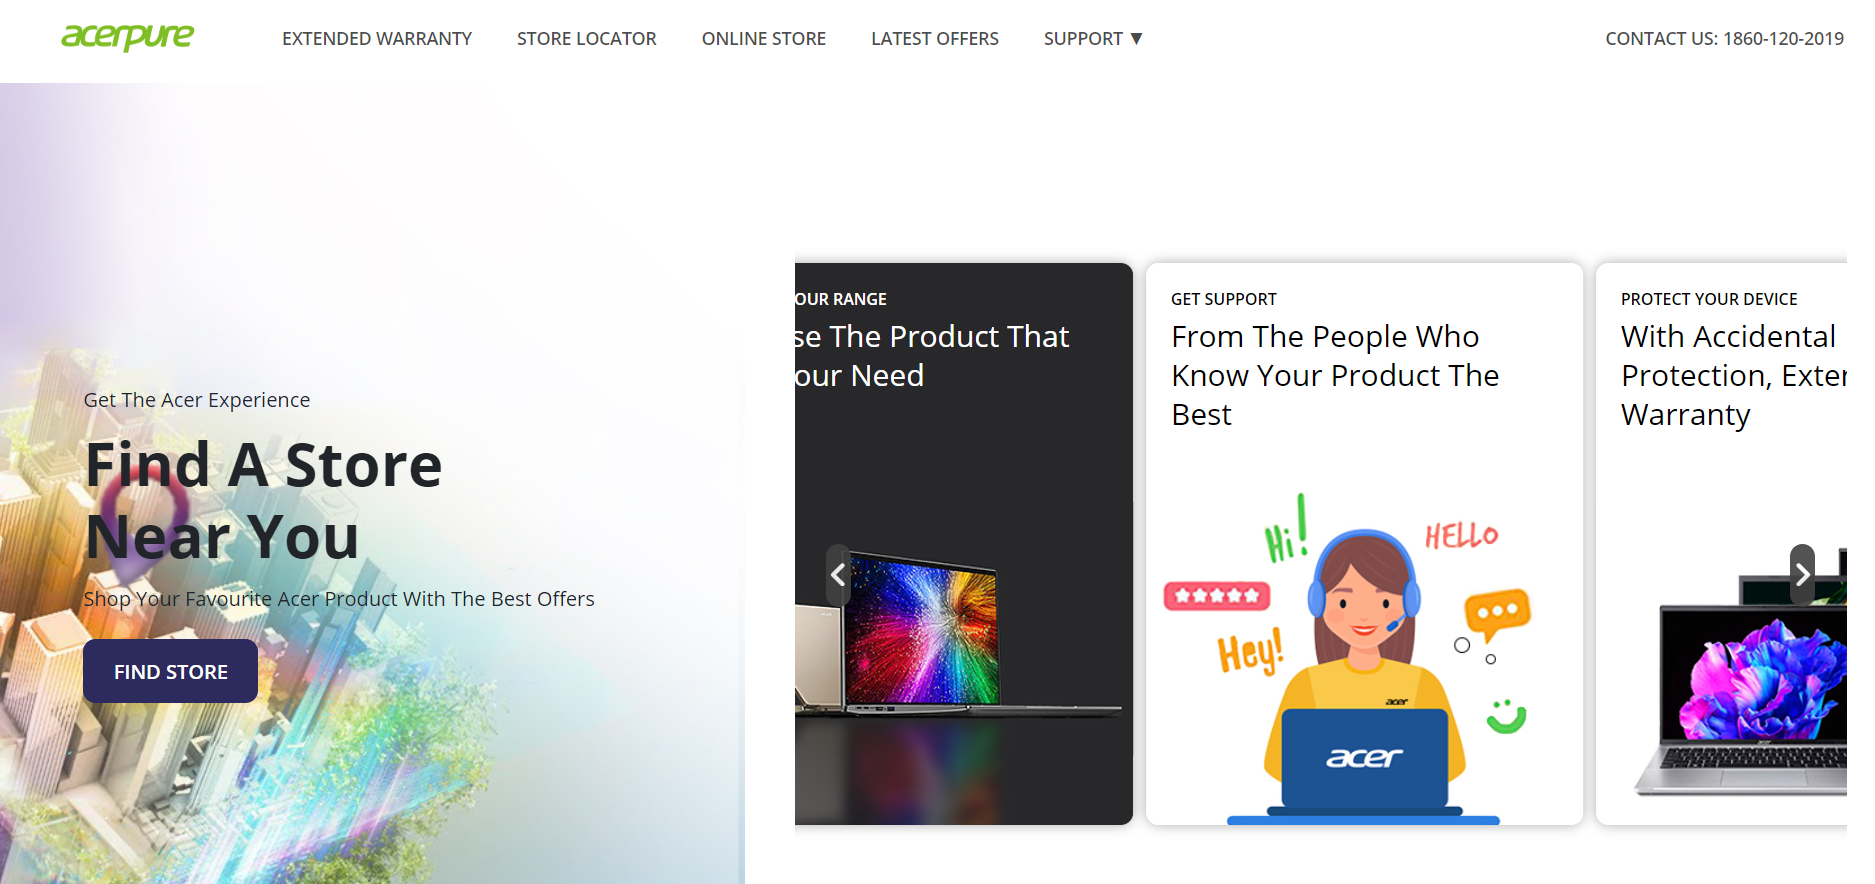 acerpure
EXTENDED WARRANTY
STORE LOCATOR
ONLINE STORE
LATEST OFFERS
SUPPORT ▼
CONTACT US: 1860-120-2019
Get The Acer Experience
Find A Store
Near You
Shop Your Favourite Acer Product With The Best Offers
FIND STORE
OUR RANGE
se The Product That
our Need
GET SUPPORT
From The People Who
Know Your Product The
Best
Hi!
HELLO
Hey!
acer
acer
PROTECT YOUR DEVICE
With Accidental
Protection, Exter
Warranty